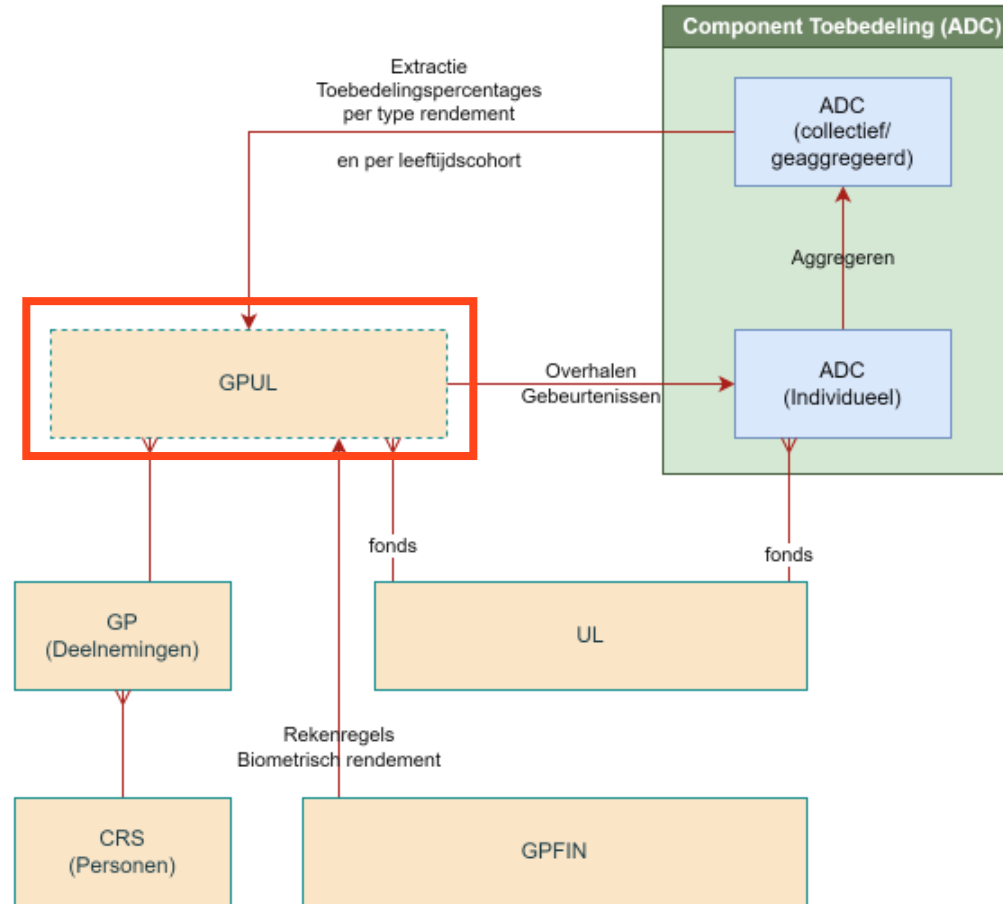 Component Toebedeling (ADC)
Extractie
Toebedelingspercentages
per type rendement
en per leeftijdscohort
ADC
(collectief/
geaggregeerd)
Aggregeren
GPUL
Overhalen
Gebeurtenissen
ADC
(Individueel)
fonds
fonds
GP
(Deelnemingen)
UL
Rekenregels
Biometrisch rendement
CRS
(Personen)
GPFIN